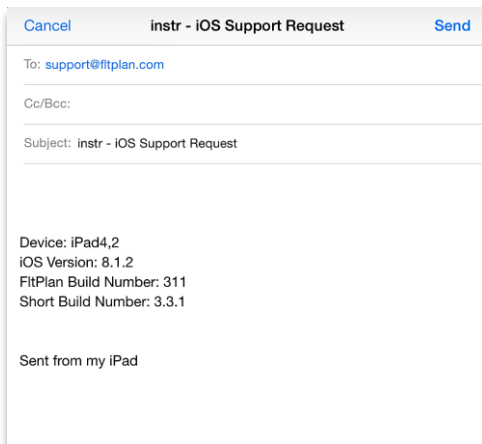 Cancel instr - iOS Support Request Send
To: support@fltplan.com
Cc/Bcc:
Subject: instr - iOS Support Request
Device: iPad4,2
iOS Version: 8.1.2
FltPlan Build Number: 311
Short Build Number: 3.3.1
Sent from my iPad